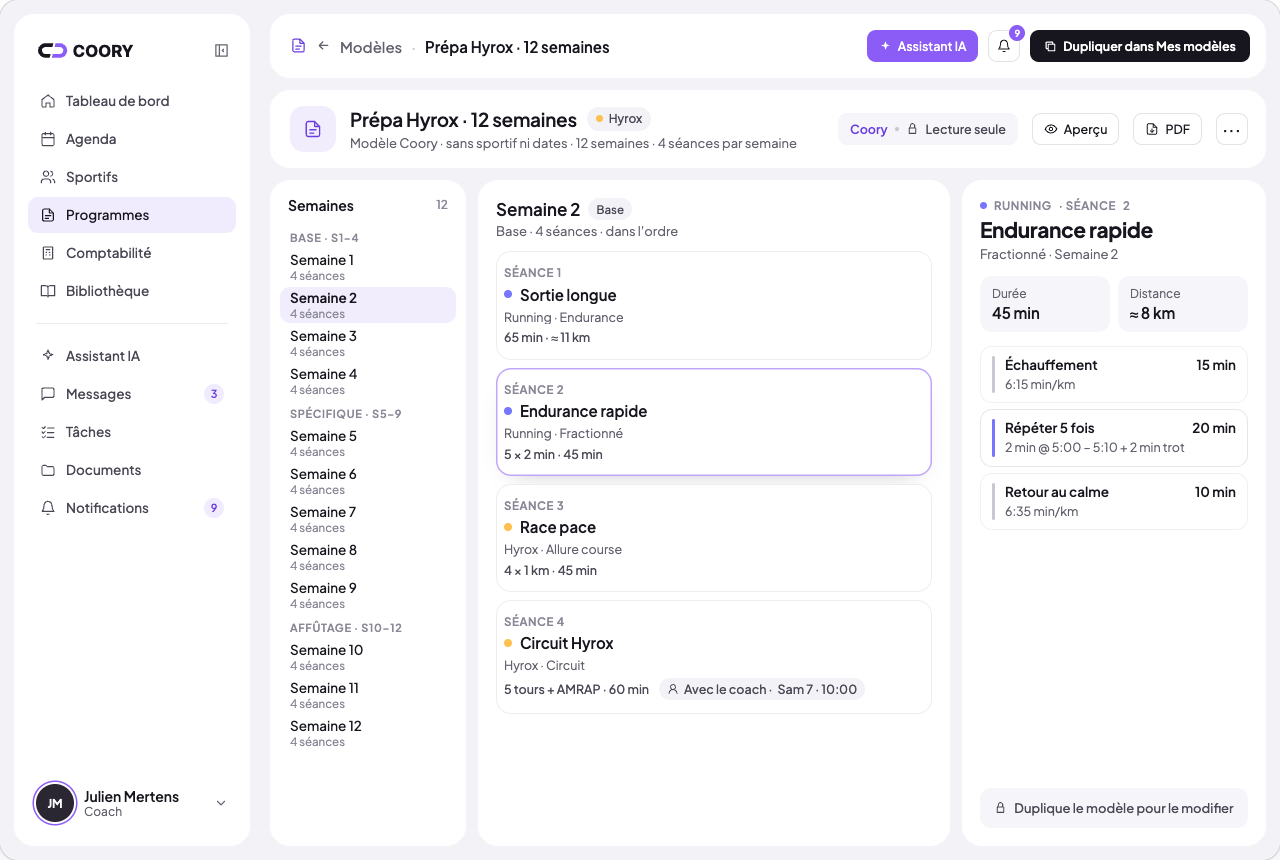 COORY
Tableau de bord
Agenda
Sportifs
Programmes
Comptabilité
Bibliothèque
Assistant IA
Messages 3
Tâches
Documents
Notifications 9
JM
Julien Mertens
Coach
← Modèles · Prépa Hyrox · 12 semaines
Assistant IA
9
Dupliquer dans Mes modèles
Prépa Hyrox · 12 semaines Hyrox
Modèle Coory · sans sportif ni dates · 12 semaines · 4 séances par semaine
Coory • Lecture seule
Aperçu
PDF
...
Semaines 12
BASE · S1–4
Semaine 1
4 séances
Semaine 2
4 séances
Semaine 3
4 séances
Semaine 4
4 séances
SPÉCIFIQUE · S5–9
Semaine 5
4 séances
Semaine 6
4 séances
Semaine 7
4 séances
Semaine 8
4 séances
Semaine 9
4 séances
AFFÛTAGE · S10–12
Semaine 10
4 séances
Semaine 11
4 séances
Semaine 12
4 séances
Semaine 2 Base
Base · 4 séances · dans l'ordre
SÉANCE 1
Sortie longue
Running · Endurance
65 min · ≈ 11 km
SÉANCE 2
Endurance rapide
Running · Fractionné
5 × 2 min · 45 min
SÉANCE 3
Race pace
Hyrox · Allure course
4 × 1 km · 45 min
SÉANCE 4
Circuit Hyrox
Hyrox · Circuit
5 tours + AMRAP · 60 min Avec le coach · Sam 7 · 10:00
RUNNING · SÉANCE 2
Endurance rapide
Fractionné · Semaine 2
Durée
45 min
Distance
≈ 8 km
Échauffement 15 min
6:15 min/km
Répéter 5 fois 20 min
2 min @ 5:00 – 5:10 + 2 min trot
Retour au calme 10 min
6:35 min/km
Duplique le modèle pour le modifier